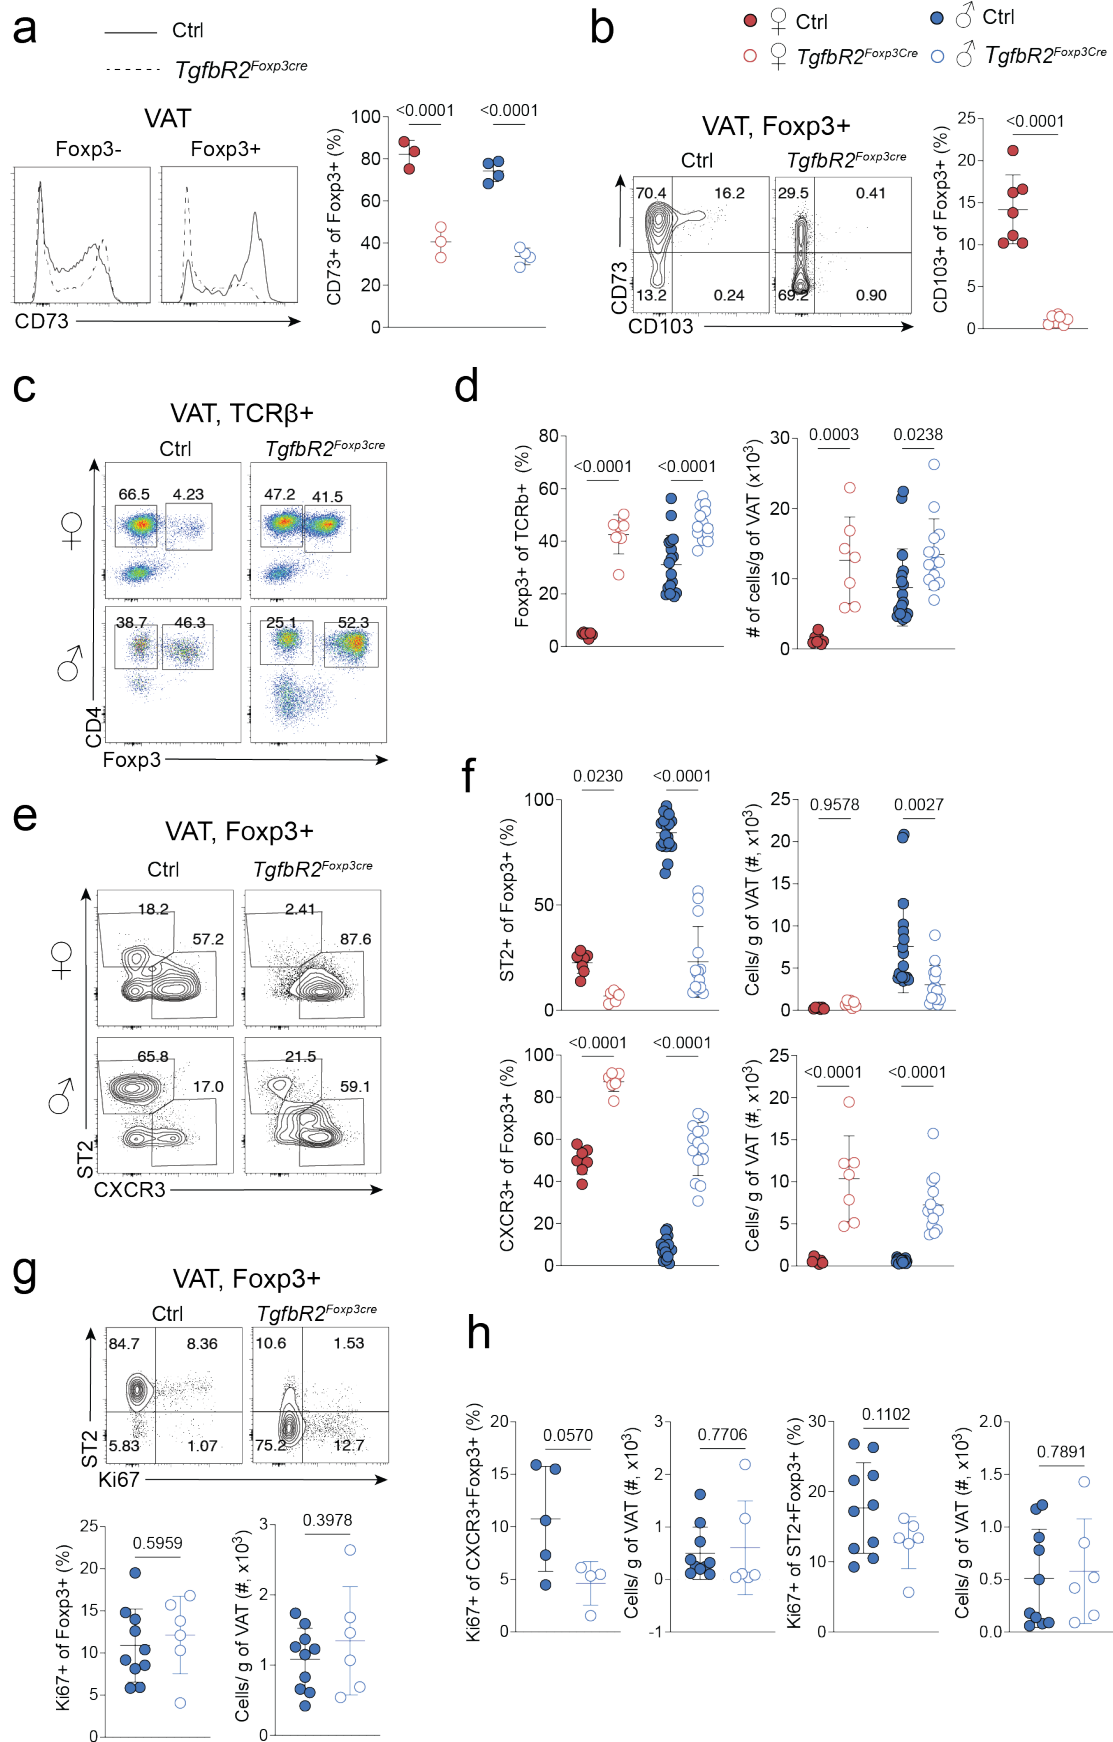 a
Ctrl
TgfbR2Foxp3cre
VAT
Foxp3-
Foxp3+
CD73
CD73+ of Foxp3+ (%)
100
80
60
40
20
0
<0.0001
<0.0001
b
♀ Ctrl
♂ Ctrl
♀ TgfbR2Foxp3Cre
♂ TgfbR2Foxp3Cre
VAT, Foxp3+
Ctrl
TgfbR2Foxp3cre
70.4
16.2
13.2
0.24
29.5
0.41
69.2
0.90
CD73
CD103
CD103+ of Foxp3+ (%)
25
20
15
10
5
0
<0.0001
c
VAT, TCRβ+
Ctrl
TgfbR2Foxp3cre
♀
66.5
4.23
47.2
41.5
♂
38.7
46.3
25.1
52.3
CD4
Foxp3
d
Foxp3+ of TCRb+ (%)
80
60
40
20
0
<0.0001
<0.0001
# of cells/g of VAT (x10³)
30
20
10
0
0.0003
0.0238
e
VAT, Foxp3+
Ctrl
TgfbR2Foxp3cre
♀
18.2
57.2
2.41
87.6
♂
65.8
17.0
21.5
59.1
ST2
CXCR3
f
ST2+ of Foxp3+ (%)
100
50
0
0.0230
<0.0001
Cells/ g of VAT (#, x10³)
25
20
15
10
5
0
0.9578
0.0027
CXCR3+ of Foxp3+ (%)
100
80
60
40
20
0
<0.0001
<0.0001
Cells/ g of VAT (#, x10³)
25
20
15
10
5
0
<0.0001
<0.0001
g
VAT, Foxp3+
Ctrl
TgfbR2Foxp3cre
84.7
8.36
5.83
1.07
10.6
1.53
75.2
12.7
ST2
Ki67
Ki67+ of Foxp3+ (%)
25
20
15
10
5
0
0.5959
Cells/ g of VAT (#, x10³)
3
2
1
0
0.3978
h
Ki67+ of CXCR3+Foxp3+ (%)
20
15
10
5
0
0.0570
Cells/ g of VAT (#, x10³)
3
2
1
0
-1
0.7706
Ki67+ of ST2+Foxp3+ (%)
30
20
10
0
0.1102
Cells/ g of VAT (#, x10³)
2.0
1.5
1.0
0.5
0.0
0.7891